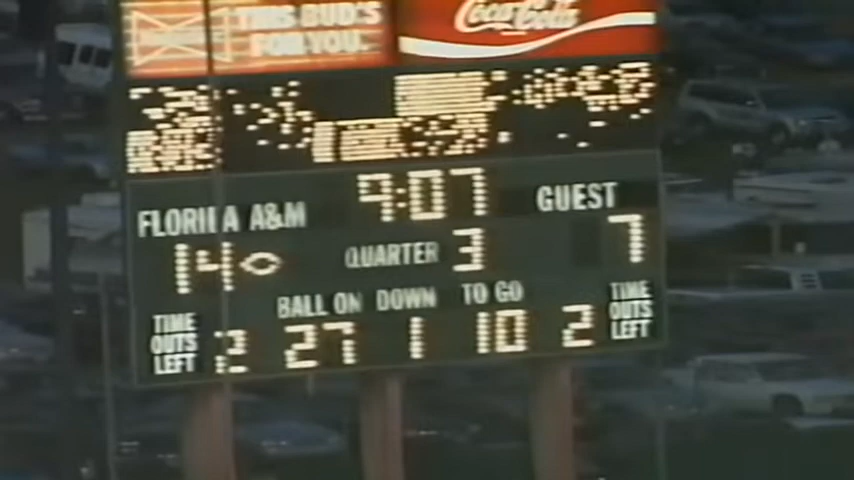 THIS BUD'S
FOR YOU.
Coca-Cola
9:07
FLORIDA A&M
GUEST
14
QUARTER 3
7
BALL ON DOWN TO GO
TIME
OUTS
LEFT
2
27 1 10
2
TIME
OUTS
LEFT